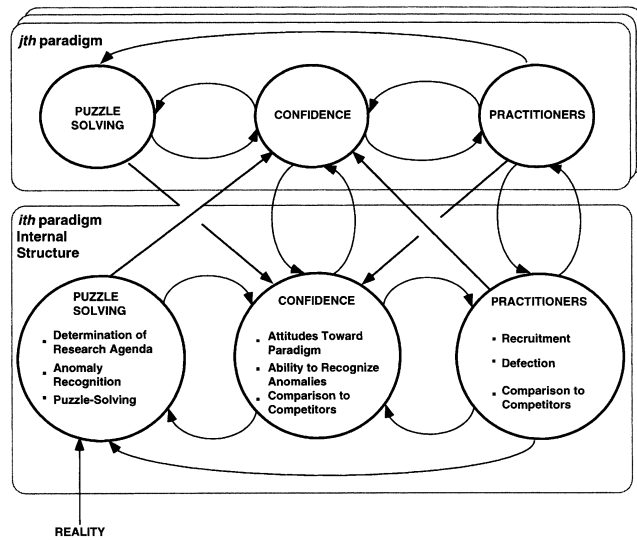 jth paradigm
PUZZLE
SOLVING
CONFIDENCE
PRACTITIONERS
ith paradigm
Internal
Structure
PUZZLE
SOLVING
▪ Determination of
Research Agenda
▪ Anomaly
Recognition
▪ Puzzle-Solving
CONFIDENCE
▪ Attitudes Toward
Paradigm
▪ Ability to Recognize
Anomalies
▪ Comparison to
Competitors
PRACTITIONERS
▪ Recruitment
▪ Defection
▪ Comparison to
Competitors
REALITY